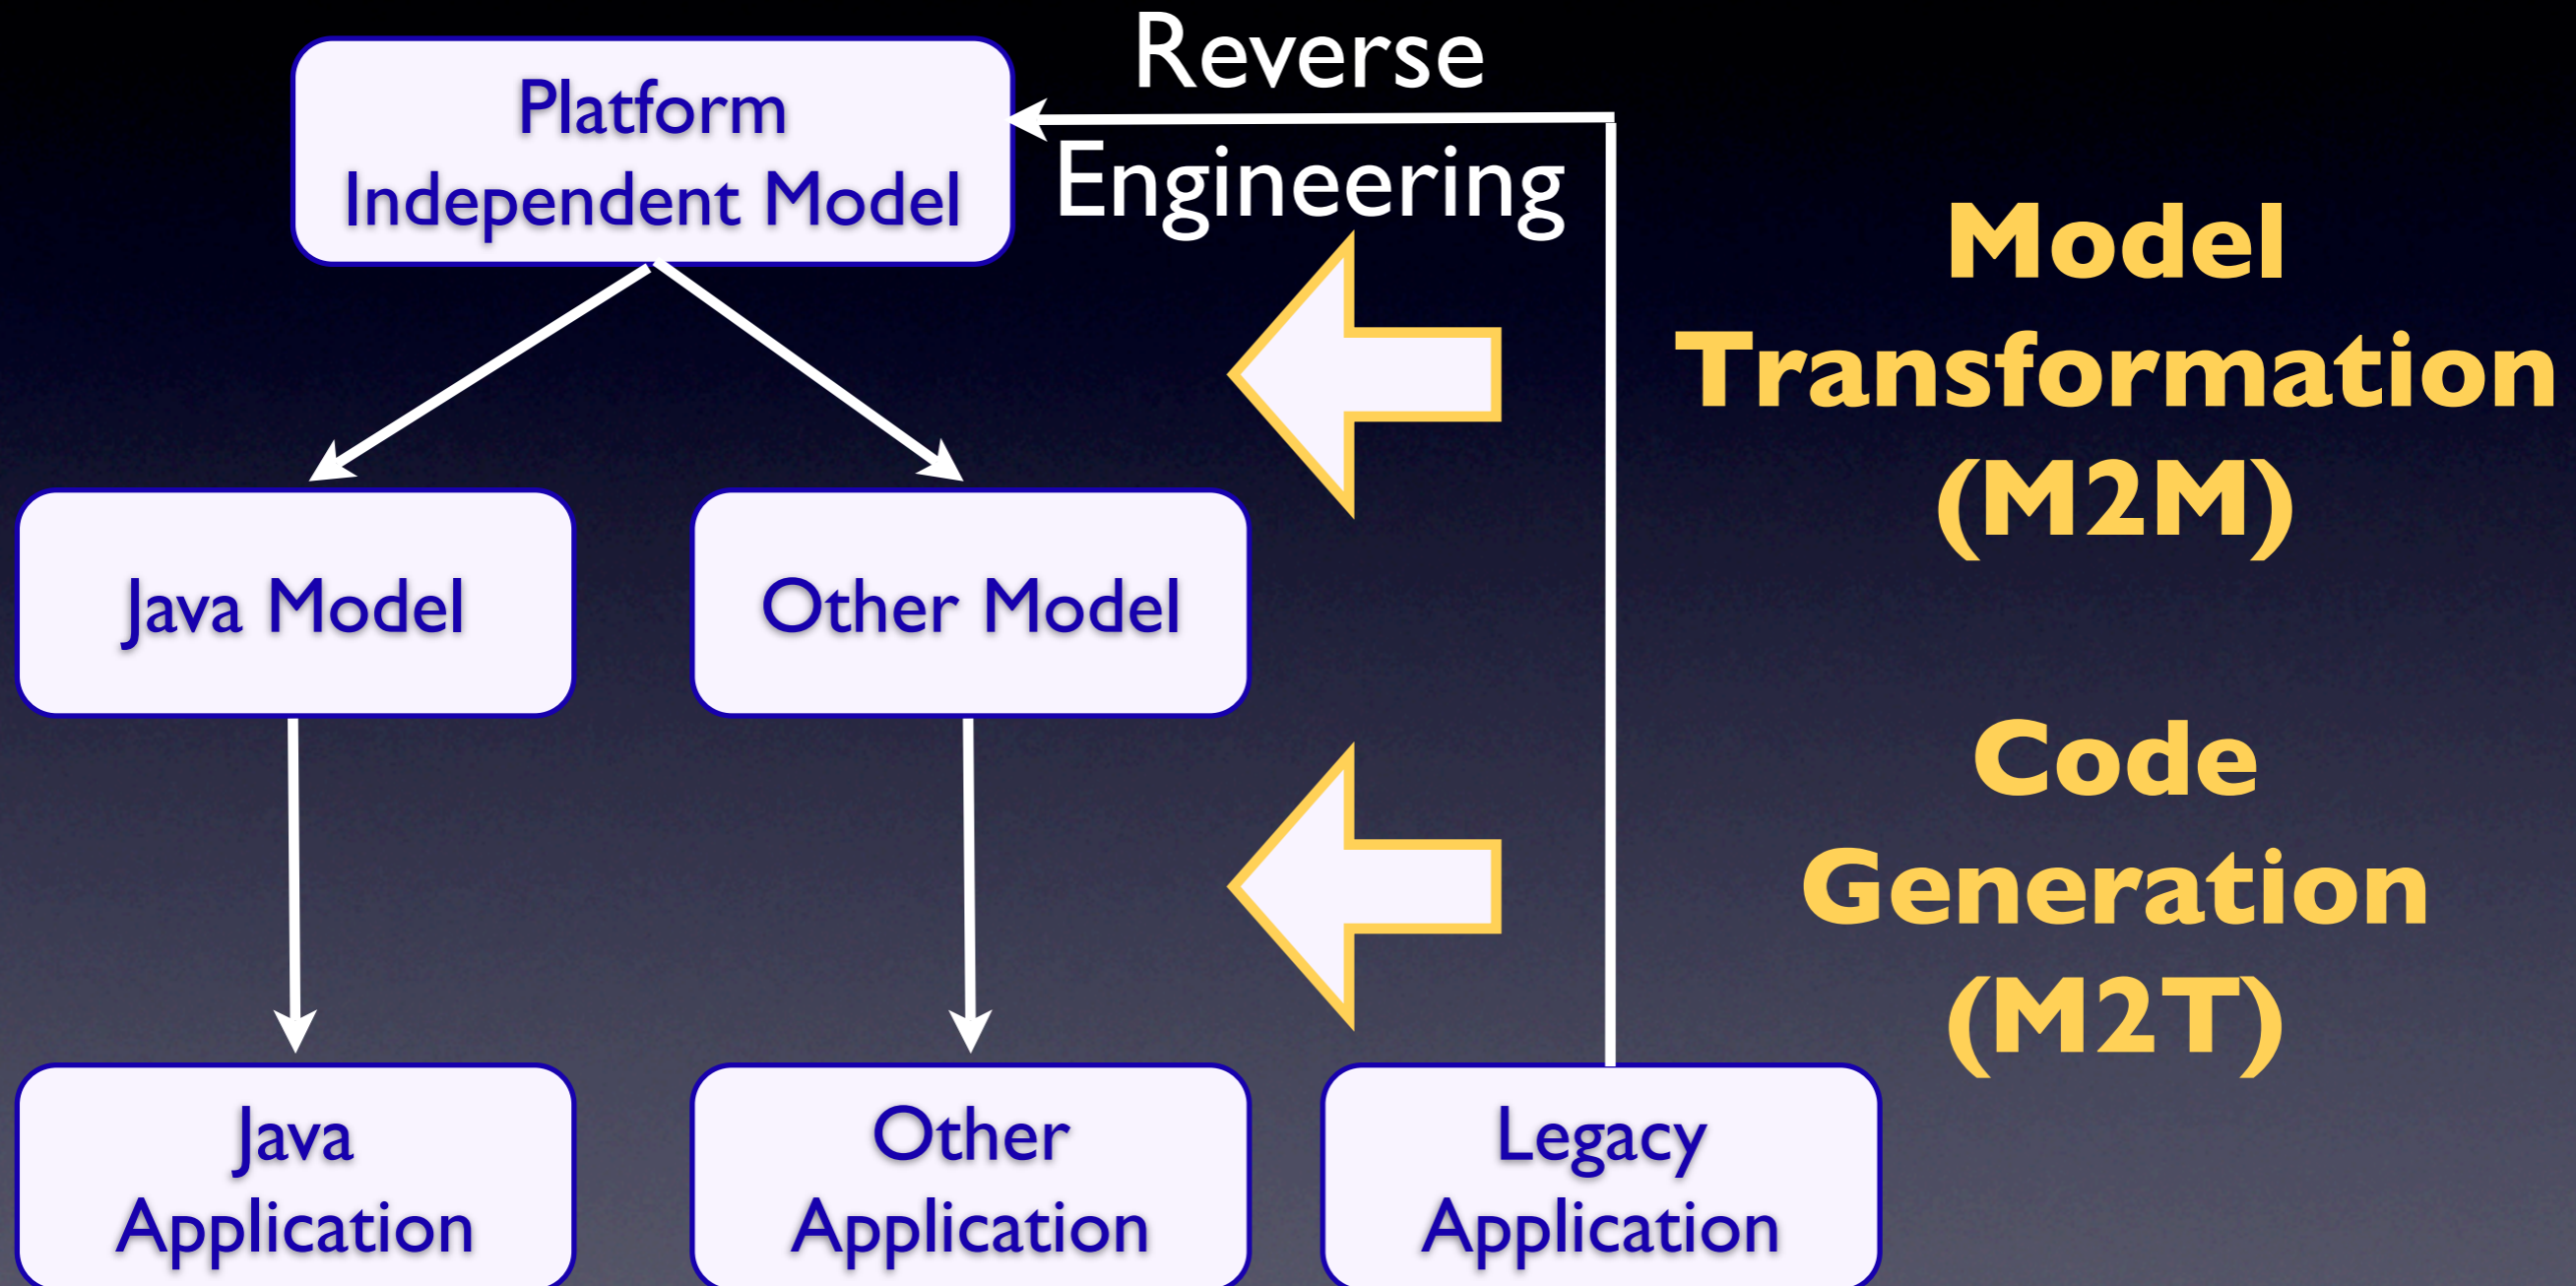 Platform
Independent Model
Reverse
Engineering
Model
Transformation
(M2M)
Java Model
Other Model
Code
Generation
(M2T)
Java
Application
Other
Application
Legacy
Application